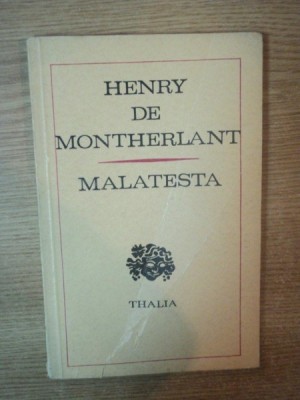 HENRY
DE
MONTHERLANT
MALATESTA
THALIA